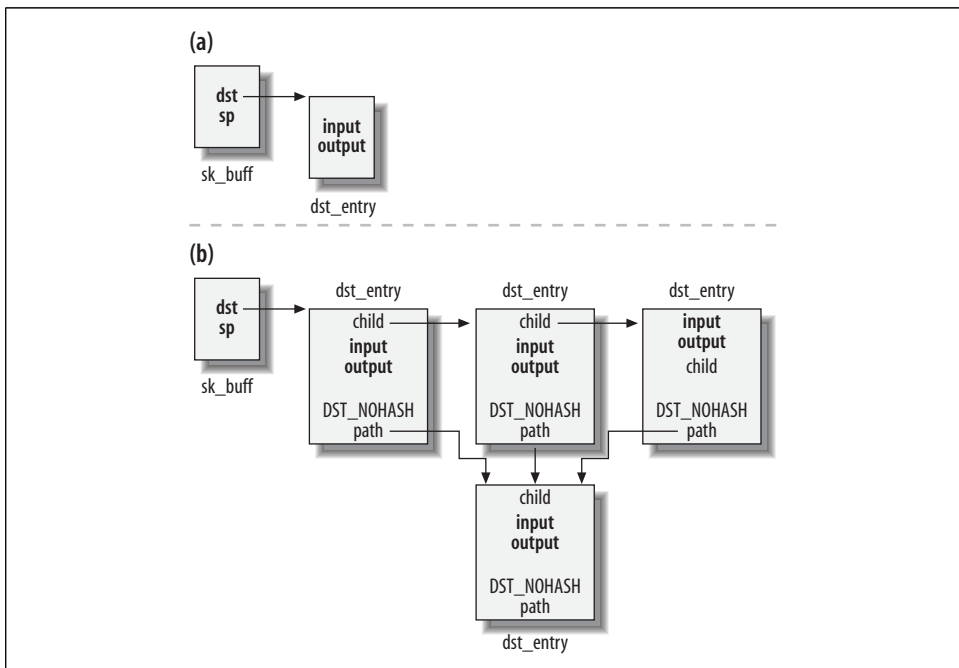 (a)
dst
sp
sk_buff
input
output
dst_entry
(b)
dst
sp
sk_buff
dst_entry
child
input
output
DST_NOHASH
path
dst_entry
child
input
output
DST_NOHASH
path
dst_entry
input
output
child
DST_NOHASH
path
child
input
output
DST_NOHASH
path
dst_entry